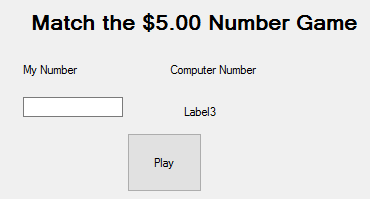 Match the $5.00 Number Game
My Number Computer Number
Label3
Play